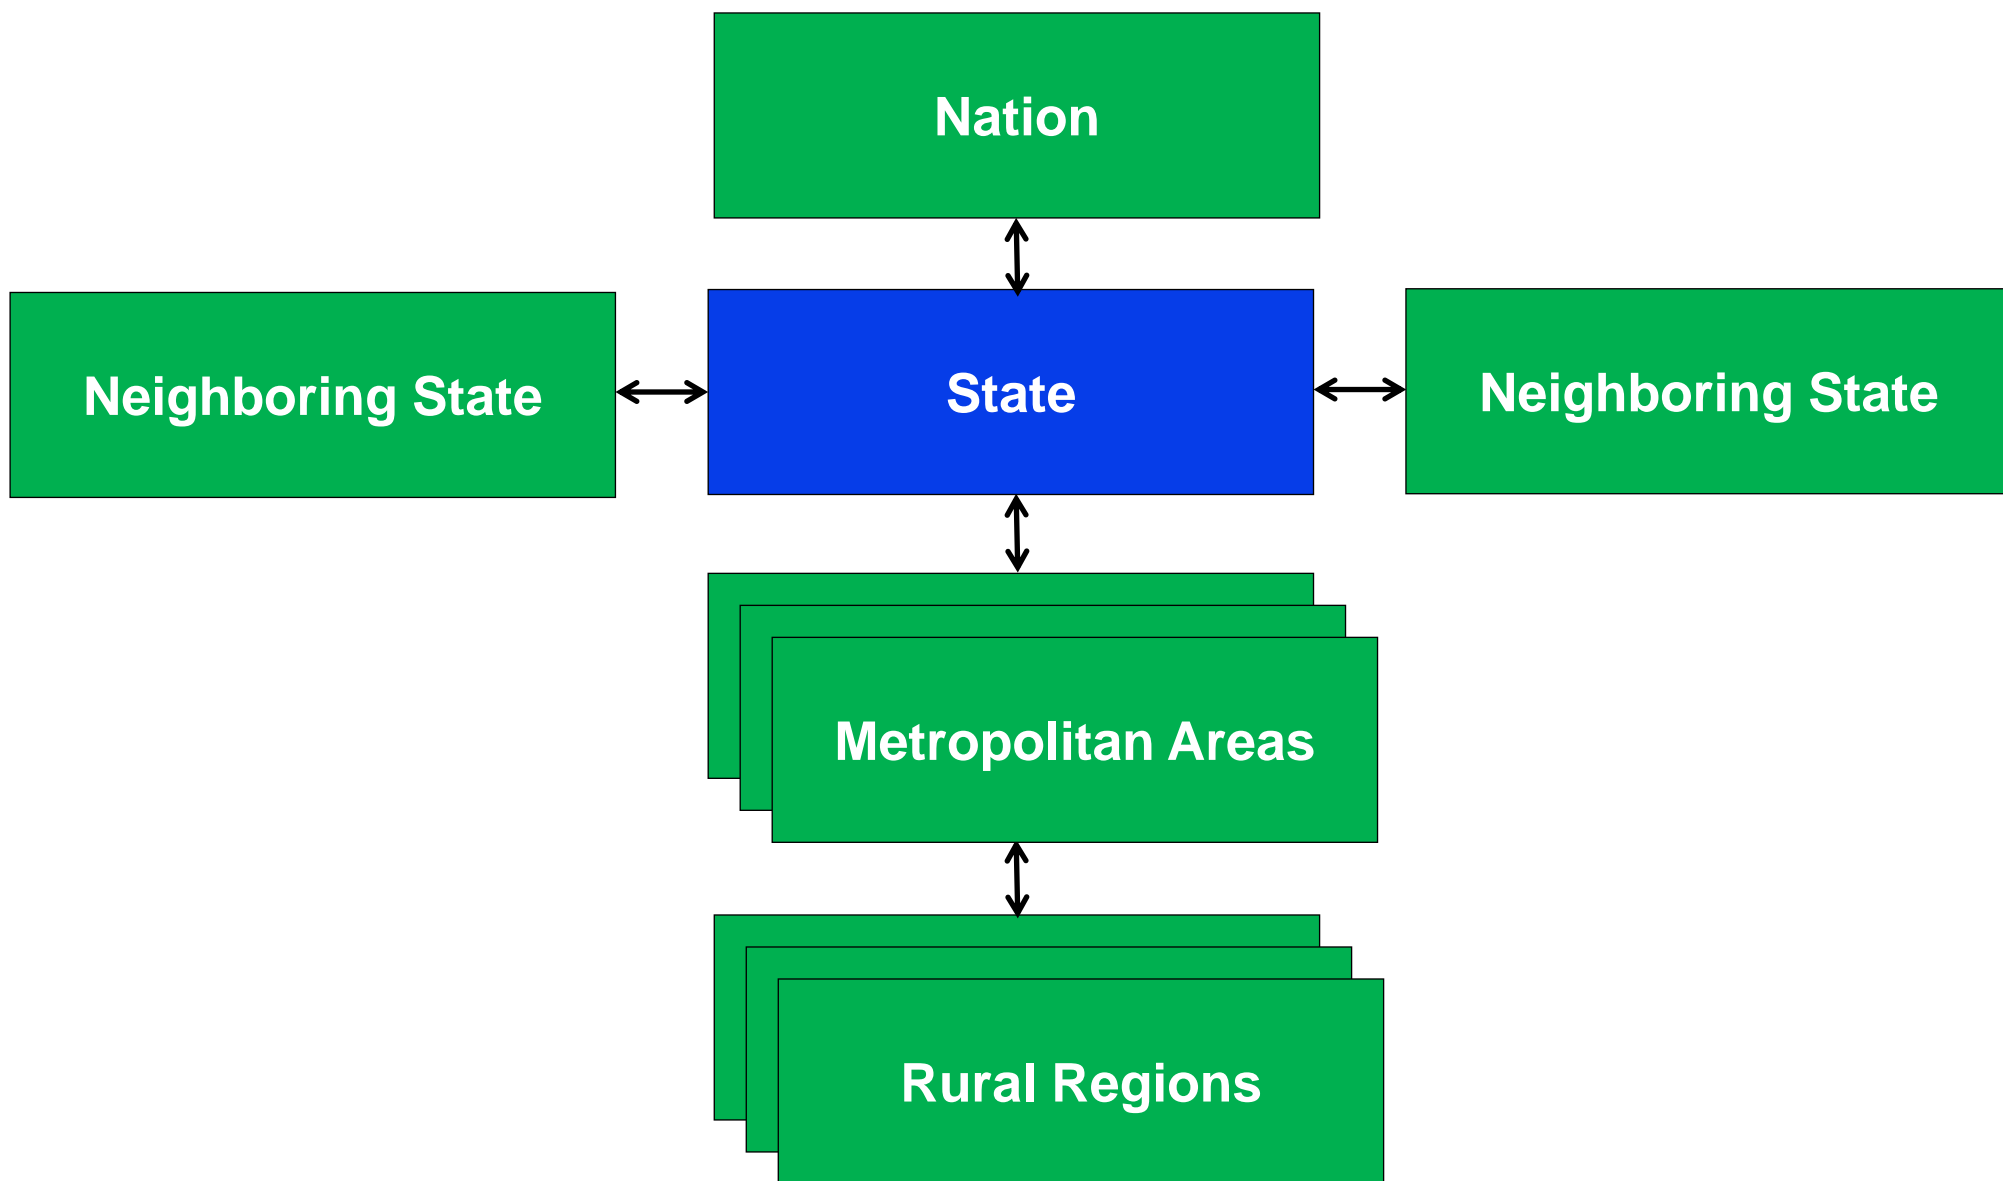 Nation
Neighboring State
State
Neighboring State
Metropolitan Areas
Rural Regions